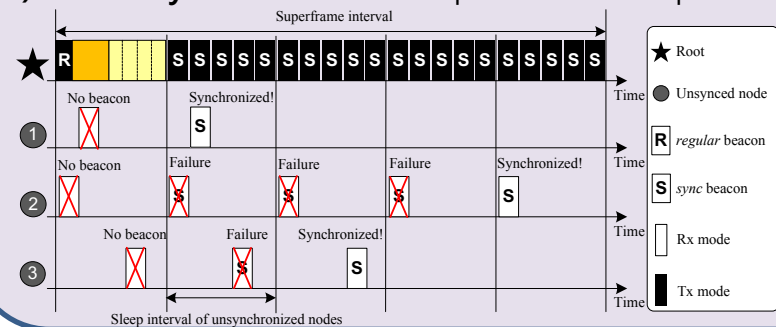 Superframe interval
R S S S S S S S S S S S S S S S S S S S S
Time
No beacon Synchronized!
1 S
Time
No beacon Failure Failure Failure Synchronized!
2 S S S S
Time
No beacon Failure Synchronized!
3 S S
Time
Sleep interval of unsynchronized nodes
Root
Unsynced node
R regular beacon
S sync beacon
Rx mode
Tx mode